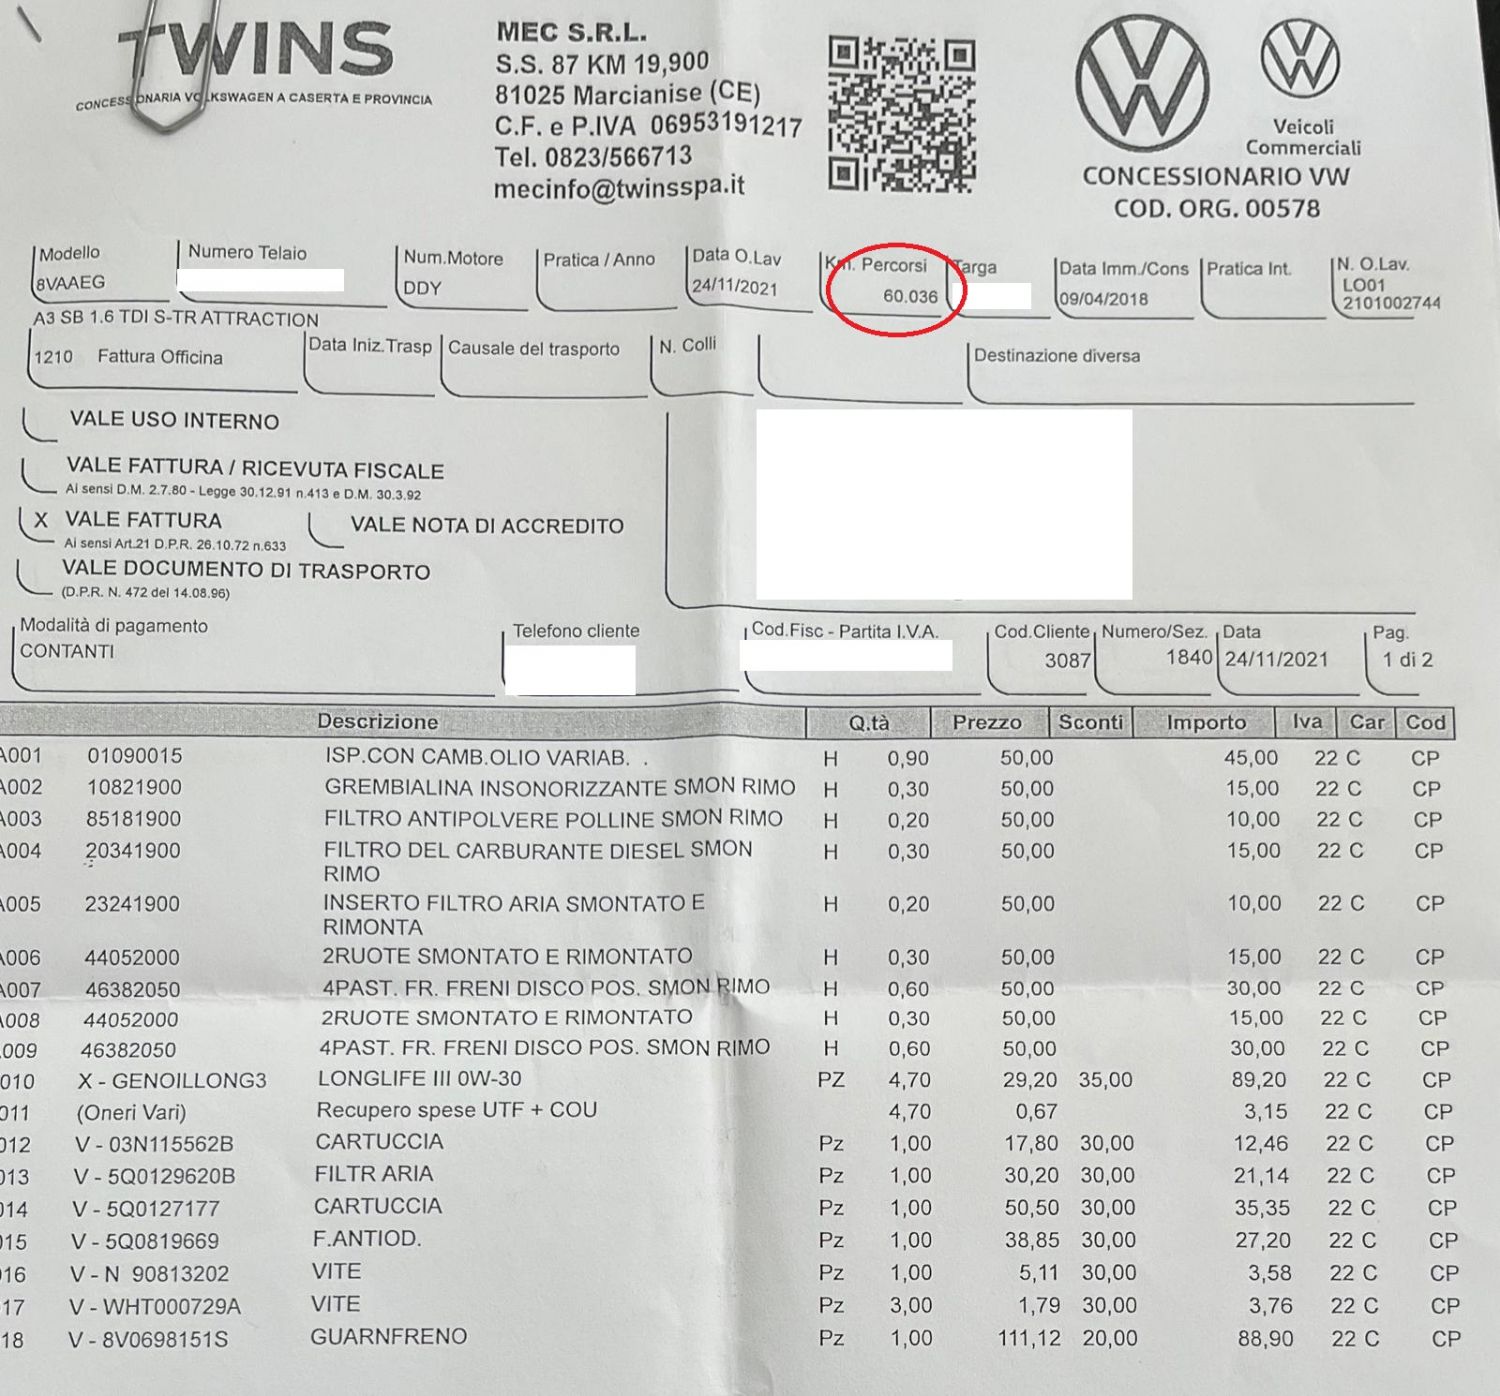 TWINS
CONCESSIONARIA VOLKSWAGEN A CASERTA E PROVINCIA
MEC S.R.L.
S.S. 87 KM 19,900
81025 Marcianise (CE)
C.F. e P.IVA 06953191217
Tel. 0823/566713
mecinfo@twinsspa.it
Veicoli
Commerciali
CONCESSIONARIO VW
COD. ORG. 00578
Modello Numero Telaio Num.Motore Pratica / Anno Data O.Lav Km. Percorsi Targa Data Imm./Cons Pratica Int. N. O.Lav.
8VAAEG DDY 24/11/2021 60.036 09/04/2018 LO01
2101002744
A3 SB 1.6 TDI S-TR ATTRACTION
1210 Fattura Officina Data Iniz.Trasp Causale del trasporto N. Colli Destinazione diversa
VALE USO INTERNO
VALE FATTURA / RICEVUTA FISCALE
Ai sensi D.M. 2.7.80 - Legge 30.12.91 n.413 e D.M. 30.3.92
X VALE FATTURA VALE NOTA DI ACCREDITO
Ai sensi Art.21 D.P.R. 26.10.72 n.633
VALE DOCUMENTO DI TRASPORTO
(D.P.R. N. 472 del 14.08.96)
Modalità di pagamento Telefono cliente Cod.Fisc - Partita I.V.A. Cod.Cliente Numero/Sez. Data Pag.
CONTANTI 3087 1840 24/11/2021 1 di 2
Descrizione Q.tà Prezzo Sconti Importo Iva Car Cod
A001 01090015 ISP.CON CAMB.OLIO VARIAB. . H 0,90 50,00 45,00 22 C CP
A002 10821900 GREMBIALINA INSONORIZZANTE SMON RIMO H 0,30 50,00 15,00 22 C CP
A003 85181900 FILTRO ANTIPOLVERE POLLINE SMON RIMO H 0,20 50,00 10,00 22 C CP
A004 20341900 FILTRO DEL CARBURANTE DIESEL SMON H 0,30 50,00 15,00 22 C CP
RIMO
A005 23241900 INSERTO FILTRO ARIA SMONTATO E H 0,20 50,00 10,00 22 C CP
RIMONTA
A006 44052000 2RUOTE SMONTATO E RIMONTATO H 0,30 50,00 15,00 22 C CP
A007 46382050 4PAST. FR. FRENI DISCO POS. SMON RIMO H 0,60 50,00 30,00 22 C CP
A008 44052000 2RUOTE SMONTATO E RIMONTATO H 0,30 50,00 15,00 22 C CP
009 46382050 4PAST. FR. FRENI DISCO POS. SMON RIMO H 0,60 50,00 30,00 22 C CP
010 X - GENOILLONG3 LONGLIFE III 0W-30 PZ 4,70 29,20 35,00 89,20 22 C CP
011 (Oneri Vari) Recupero spese UTF + COU 4,70 0,67 3,15 22 C CP
012 V - 03N115562B CARTUCCIA Pz 1,00 17,80 30,00 12,46 22 C CP
013 V - 5Q0129620B FILTR ARIA Pz 1,00 30,20 30,00 21,14 22 C CP
014 V - 5Q0127177 CARTUCCIA Pz 1,00 50,50 30,00 35,35 22 C CP
015 V - 5Q0819669 F.ANTIOD. Pz 1,00 38,85 30,00 27,20 22 C CP
16 V - N 90813202 VITE Pz 1,00 5,11 30,00 3,58 22 C CP
17 V - WHT000729A VITE Pz 3,00 1,79 30,00 3,76 22 C CP
18 V - 8V0698151S GUARNFRENO Pz 1,00 111,12 20,00 88,90 22 C CP